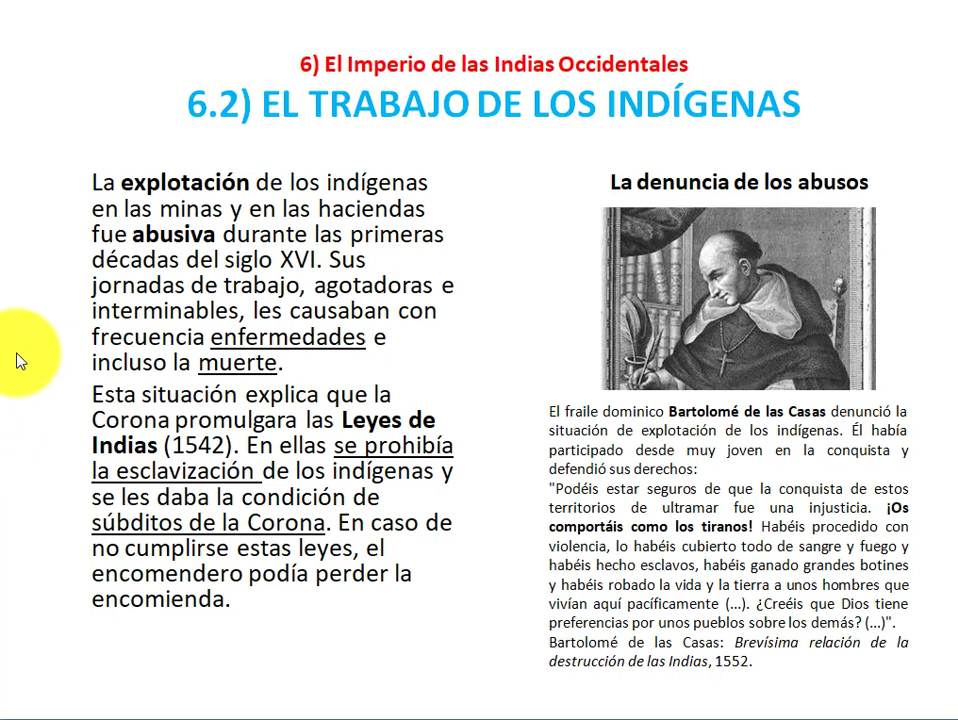 6) El Imperio de las Indias Occidentales
6.2) EL TRABAJO DE LOS INDÍGENAS
La explotación de los indígenas
en las minas y en las haciendas
fue abusiva durante las primeras
décadas del siglo XVI. Sus
jornadas de trabajo, agotadoras e
interminables, les causaban con
frecuencia enfermedades e
incluso la muerte.
Esta situación explica que la
Corona promulgara las Leyes de
Indias (1542). En ellas se prohibía
la esclavización de los indígenas y
se les daba la condición de
súbditos de la Corona. En caso de
no cumplirse estas leyes, el
encomendero podía perder la
encomienda.
La denuncia de los abusos
El fraile dominico Bartolomé de las Casas denunció la
situación de explotación de los indígenas. Él había
participado desde muy joven en la conquista y
defendió sus derechos:
"Podéis estar seguros de que la conquista de estos
territorios de ultramar fue una injusticia. ¡Os
comportáis como los tiranos! Habéis procedido con
violencia, lo habéis cubierto todo de sangre y fuego y
habéis hecho esclavos, habéis ganado grandes botines
y habéis robado la vida y la tierra a unos hombres que
vivían aquí pacíficamente (...). ¿Creéis que Dios tiene
preferencias por unos pueblos sobre los demás? (...)".
Bartolomé de las Casas: Brevísima relación de la
destrucción de las Indias, 1552.